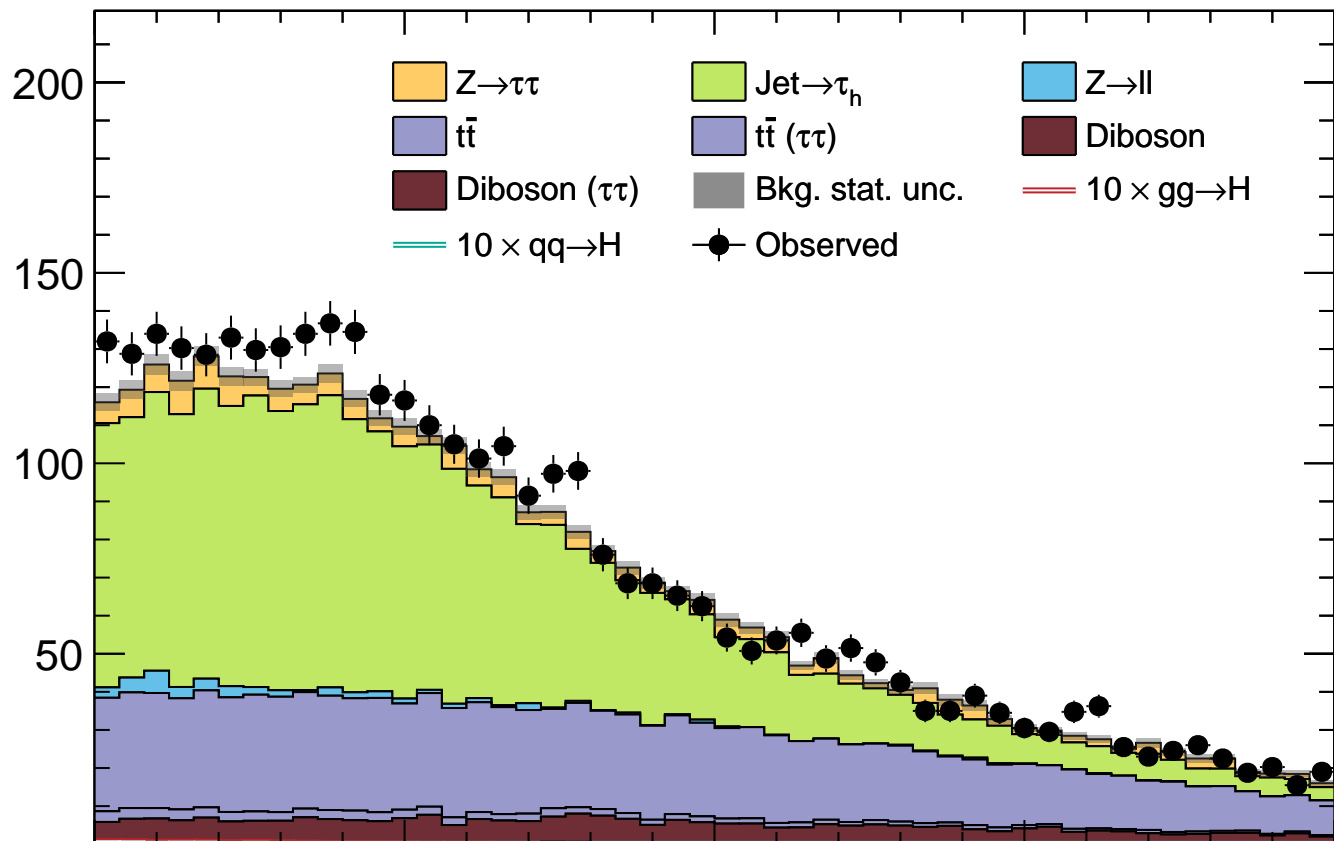 200
Z→ττ Jet→τh Z→ll
tt̄ tt̄ (ττ) Diboson
Diboson (ττ) Bkg. stat. unc. 10 × gg→H
10 × qq→H Observed
150
100
50